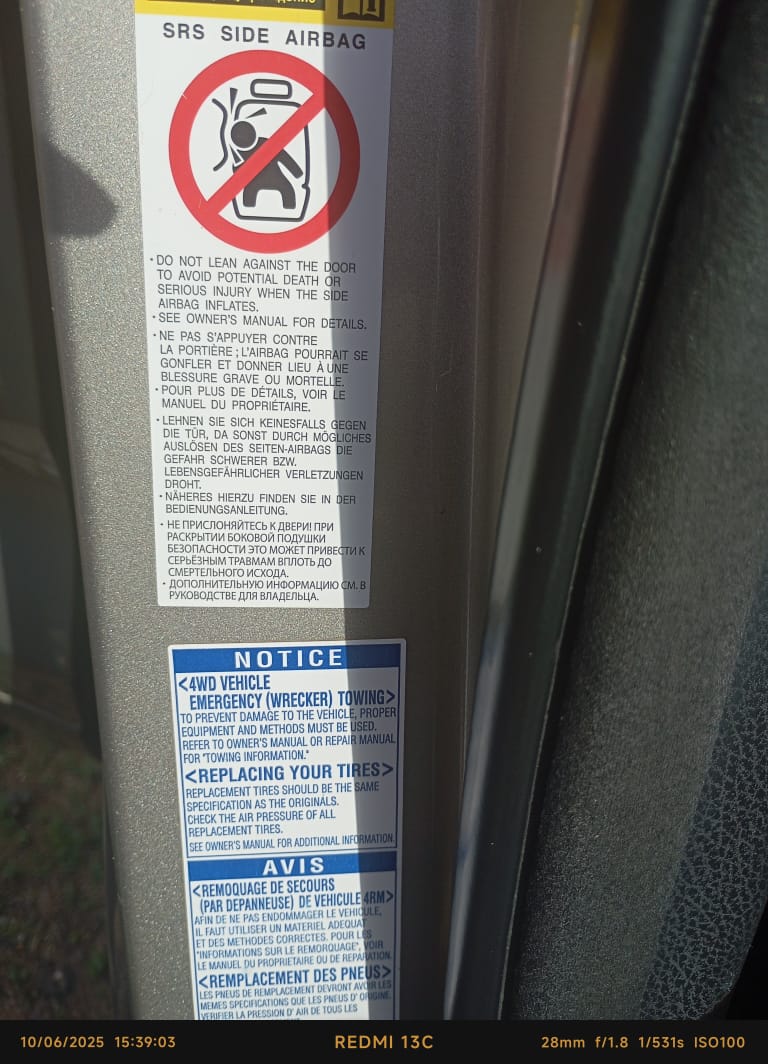 SRS SIDE AIRBAG
• DO NOT LEAN AGAINST THE DOOR
TO AVOID POTENTIAL DEATH OR
SERIOUS INJURY WHEN THE SIDE
AIRBAG INFLATES.
• SEE OWNER'S MANUAL FOR DETAILS.
• NE PAS S'APPUYER CONTRE
LA PORTIÈRE ; L'AIRBAG POURRAIT SE
GONFLER ET DONNER LIEU À UNE
BLESSURE GRAVE OU MORTELLE.
• POUR PLUS DE DÉTAILS, VOIR LE
MANUEL DU PROPRIÉTAIRE.
• LEHNEN SIE SICH KEINESFALLS GEGEN
DIE TÜR, DA SONST DURCH MÖGLICHES
AUSLÖSEN DES SEITEN-AIRBAGS DIE
GEFAHR SCHWERER BZW.
LEBENSGEFÄHRLICHER VERLETZUNGEN
DROHT.
• NÄHERES HIERZU FINDEN SIE IN DER
BEDIENUNGSANLEITUNG.
• НЕ ПРИСЛОНЯЙТЕСЬ К ДВЕРИ! ПРИ
РАСКРЫТИИ БОКОВОЙ ПОДУШКИ
БЕЗОПАСНОСТИ ЭТО МОЖЕТ ПРИВЕСТИ К
СЕРЬЁЗНЫМ ТРАВМАМ ВПЛОТЬ ДО
СМЕРТЕЛЬНОГО ИСХОДА.
• ДОПОЛНИТЕЛЬНУЮ ИНФОРМАЦИЮ СМ. В
РУКОВОДСТВЕ ДЛЯ ВЛАДЕЛЬЦА.
NOTICE
<4WD VEHICLE
EMERGENCY (WRECKER) TOWING>
TO PREVENT DAMAGE TO THE VEHICLE, PROPER
EQUIPMENT AND METHODS MUST BE USED.
REFER TO OWNER'S MANUAL OR REPAIR MANUAL
FOR "TOWING INFORMATION."
<REPLACING YOUR TIRES>
REPLACEMENT TIRES SHOULD BE THE SAME
SPECIFICATION AS THE ORIGINALS.
CHECK THE AIR PRESSURE OF ALL
REPLACEMENT TIRES.
SEE OWNER'S MANUAL FOR ADDITIONAL INFORMATION.
AVIS
<REMOQUAGE DE SECOURS
(PAR DEPANNEUSE) DE VEHICULE 4RM>
AFIN DE NE PAS ENDOMMAGER LE VEHICULE,
IL FAUT UTILISER UN MATERIEL ADEQUAT
ET DES METHODES CORRECTES. POUR LES
"INFORMATIONS SUR LE REMORQUAGE", VOIR
LE MANUEL DU PROPRIETAIRE OU DE REPARATION.
<REMPLACEMENT DES PNEUS>
LES PNEUS DE REMPLACEMENT DEVRONT AVOIR LES
MEMES SPECIFICATIONS QUE LES PNEUS D' ORIGINE.
VERIFIER LA PRESSION D' AIR DE TOUS LES
10/06/2025 15:39:03
REDMI 13C
28mm f/1.8 1/531s ISO100